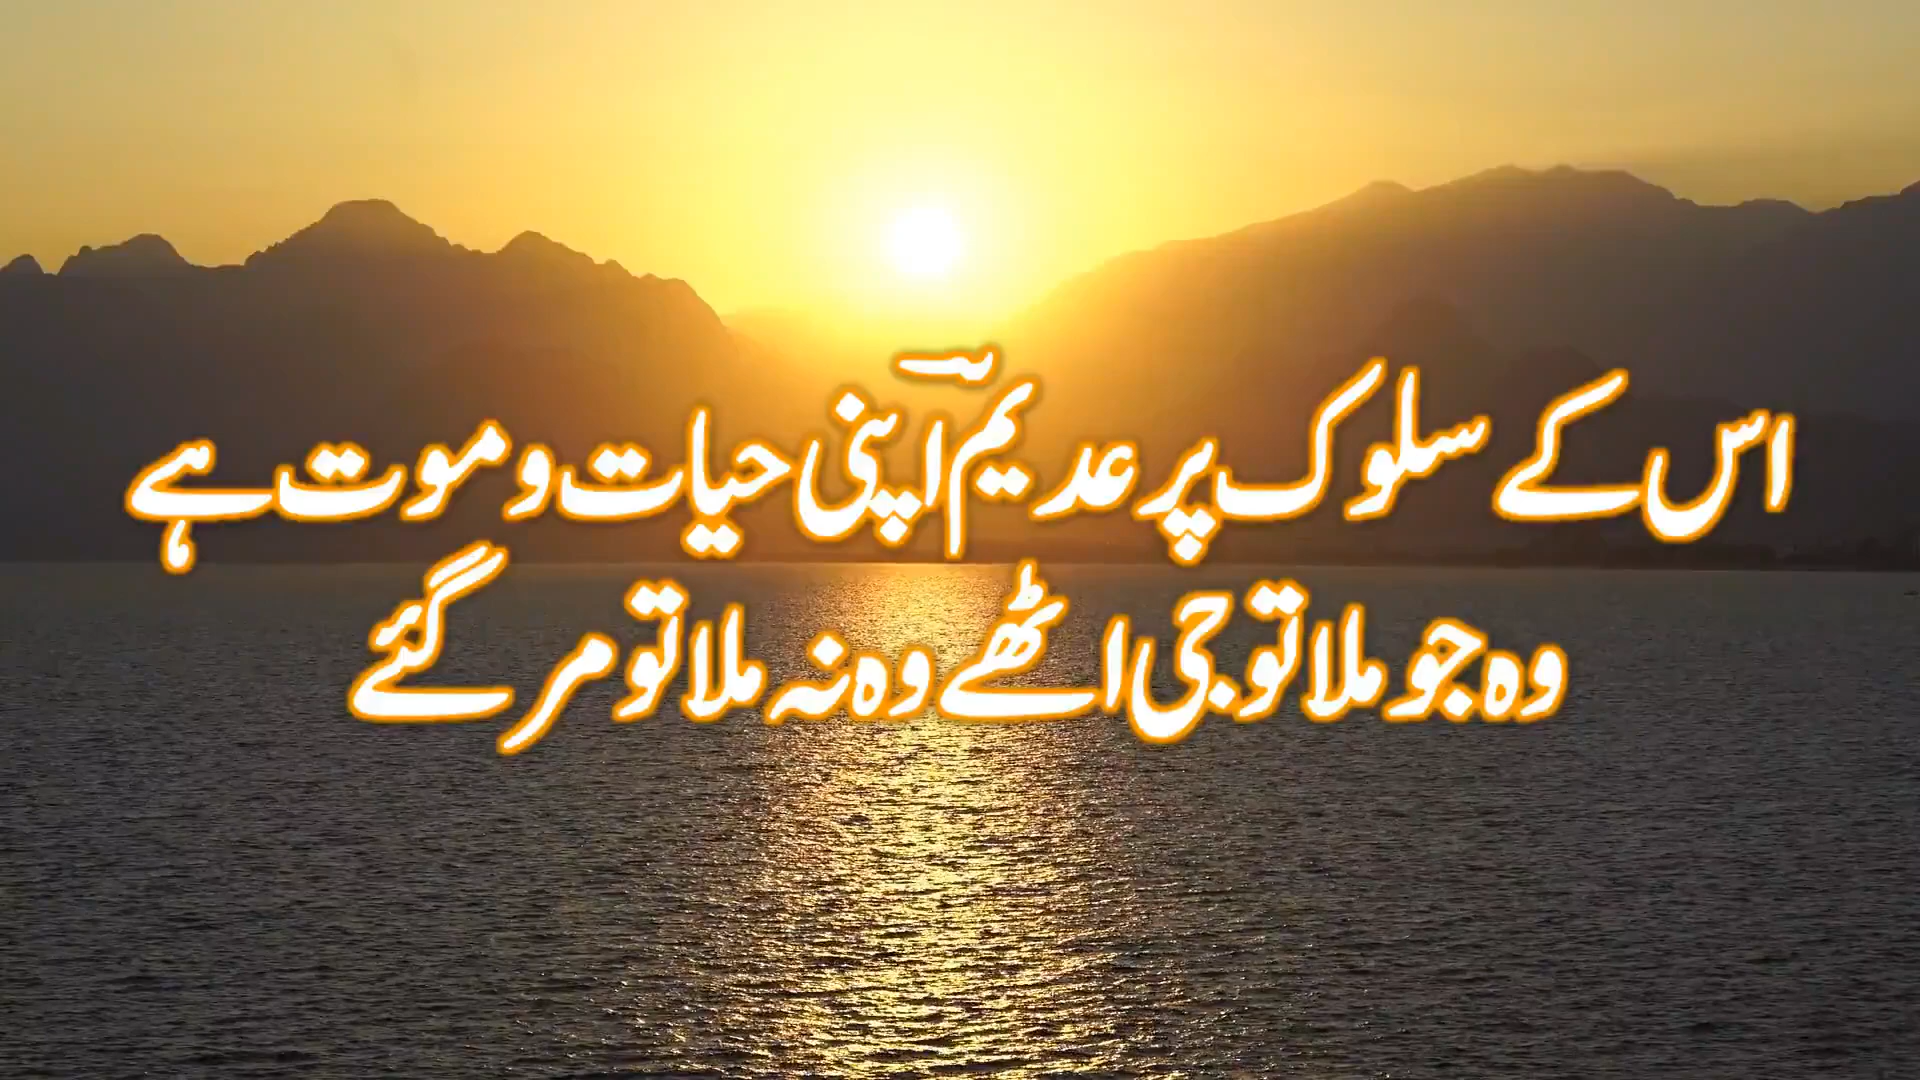 اس کے سلوک پر عدیمؔ اپنی حیات و موت ہے
وہ جو ملا تو جی اٹھے وہ نہ ملا تو مر گئے